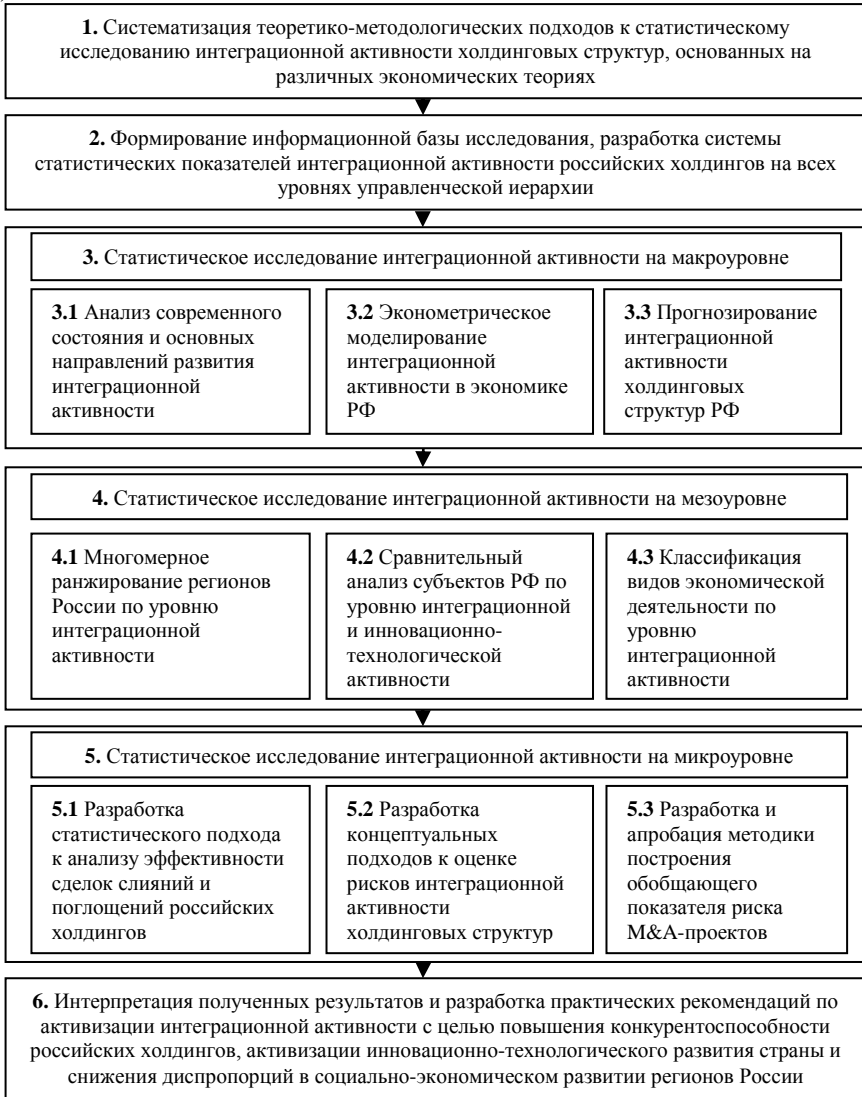 1. Систематизация теоретико-методологических подходов к статистическому
исследованию интеграционной активности холдинговых структур, основанных на
различных экономических теориях
2. Формирование информационной базы исследования, разработка системы
статистических показателей интеграционной активности российских холдингов на всех
уровнях управленческой иерархии
3. Статистическое исследование интеграционной активности на макроуровне
3.1 Анализ современного
состояния и основных
направлений развития
интеграционной
активности
3.2 Эконометрическое
моделирование
интеграционной
активности в экономике
РФ
3.3 Прогнозирование
интеграционной
активности
холдинговых
структур РФ
4. Статистическое исследование интеграционной активности на мезоуровне
4.1 Многомерное
ранжирование регионов
России по уровню
интеграционной
активности
4.2 Сравнительный
анализ субъектов РФ по
уровню интеграционной
и инновационно-
технологической
активности
4.3 Классификация
видов экономической
деятельности по
уровню
интеграционной
активности
5. Статистическое исследование интеграционной активности на микроуровне
5.1 Разработка
статистического подхода
к анализу эффективности
сделок слияний и
поглощений российских
холдингов
5.2 Разработка
концептуальных
подходов к оценке
рисков интеграционной
активности
холдинговых структур
5.3 Разработка и
апробация методики
построения
обобщающего
показателя риска
M&A-проектов
6. Интерпретация полученных результатов и разработка практических рекомендаций по
активизации интеграционной активности с целью повышения конкурентоспособности
российских холдингов, активизации инновационно-технологического развития страны и
снижения диспропорций в социально-экономическом развитии регионов России